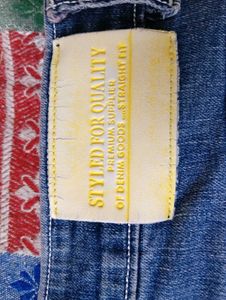 STYLED FOR QUALITY
PREMIUM SUPPLIER
OF DENIM GOODS ...STRAIGHT FIT